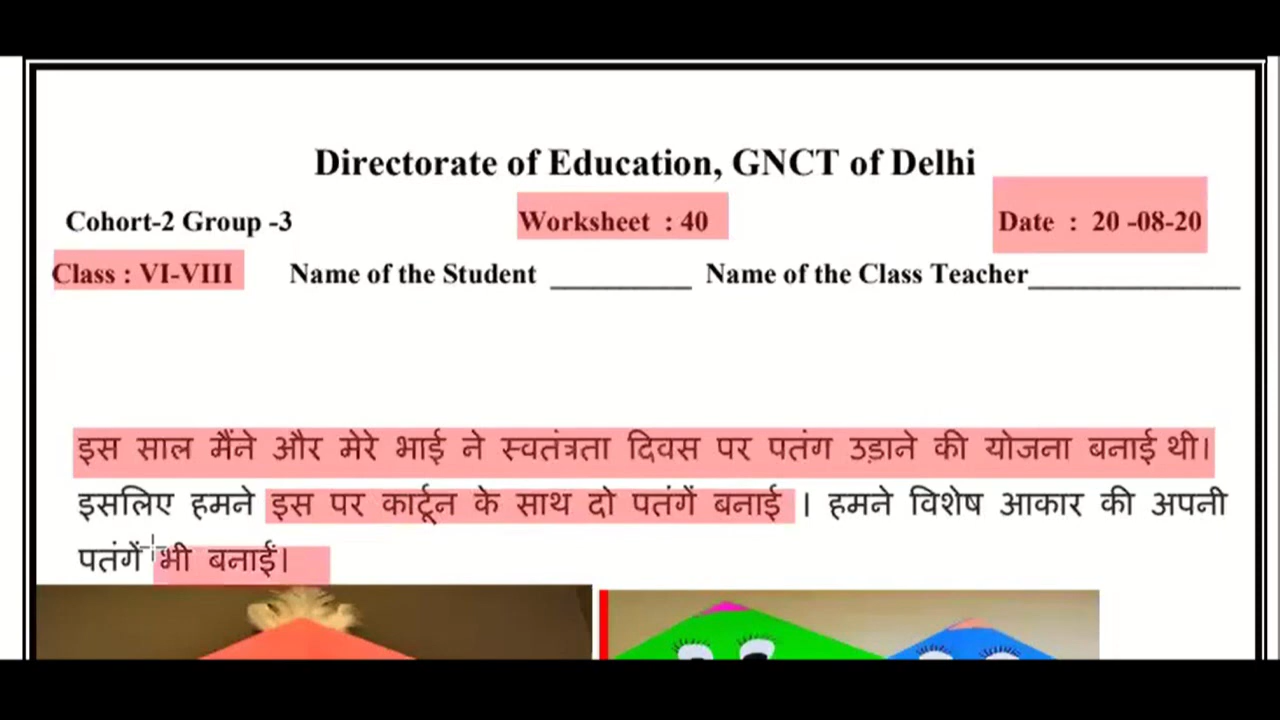 Directorate of Education, GNCT of Delhi
Cohort-2 Group -3 Worksheet : 40 Date : 20 -08-20
Class : VI-VIII Name of the Student __________ Name of the Class Teacher_______________
इस साल मैंने और मेरे भाई ने स्वतंत्रता दिवस पर पतंग उड़ाने की योजना बनाई थी।
इसलिए हमने इस पर कार्टून के साथ दो पतंगें बनाई । हमने विशेष आकार की अपनी
पतंगें भी बनाईं।